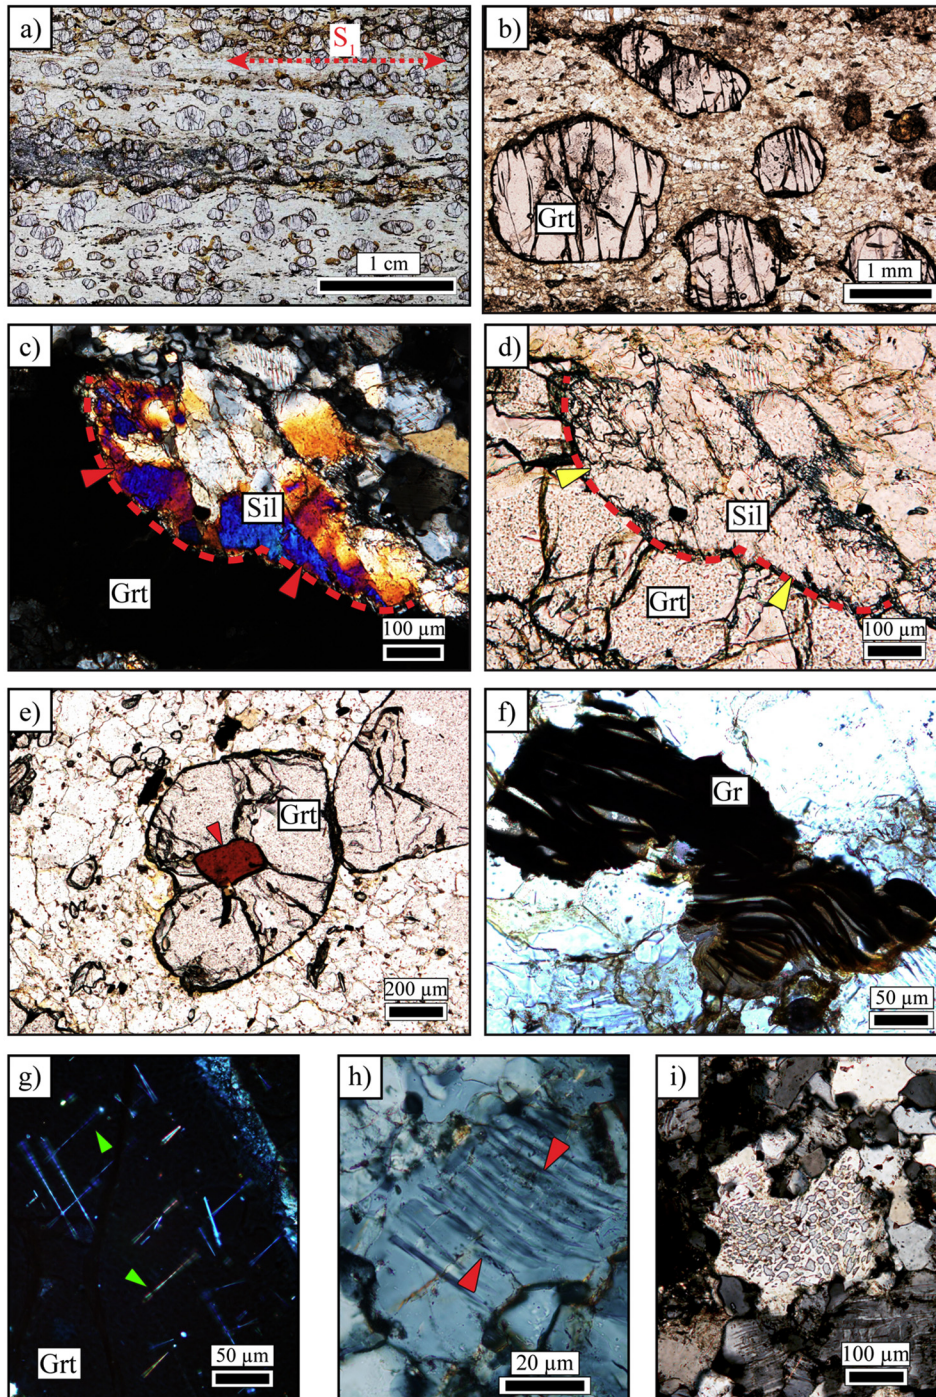 a)
S1
1 cm
b)
Grt
1 mm
c)
Sil
Grt
100 µm
d)
Sil
Grt
100 µm
e)
Grt
200 µm
f)
Gr
50 µm
g)
Grt
50 µm
h)
20 µm
i)
100 µm